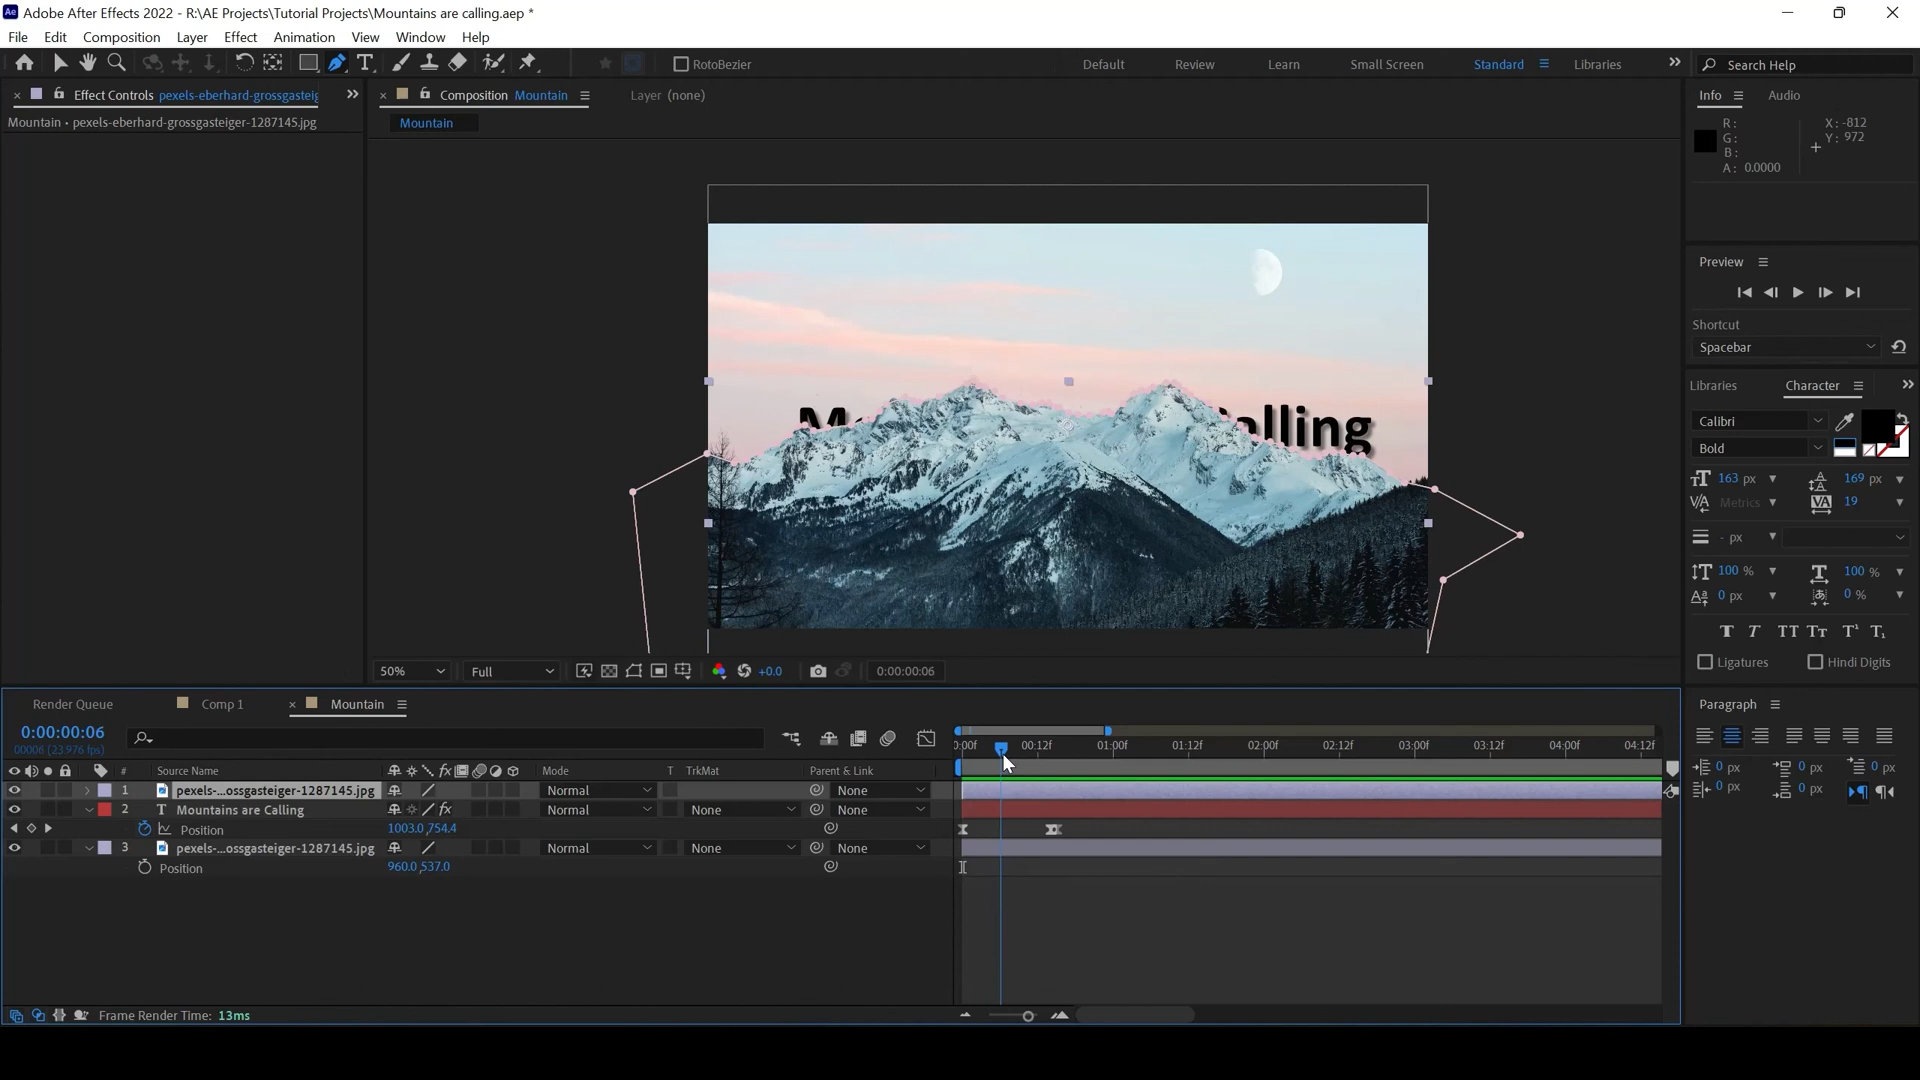 Adobe After Effects 2022 - R:\AE Projects\Tutorial Projects\Mountains are calling.aep *
File Edit Composition Layer Effect Animation View Window Help
RotoBezier Default Review Learn Small Screen Standard Libraries Search Help
Effect Controls pexels-eberhard-grossgasteig
Mountain • pexels-eberhard-grossgasteiger-1287145.jpg
Composition Mountain Layer (none)
Mountain
M alling
50% Full +0.0 0:00:00:06
Info Audio
R: X: -812
G: Y: 972
B:
A: 0.0000
Preview
Shortcut
Spacebar
Libraries Character
Calibri
Bold
163 px 169 px
Metrics 19
- px
100 % 100 %
0 px 0 %
Ligatures Hindi Digits
Paragraph
0 px 0 px 0 px
0 px 0 px
Render Queue Comp 1 Mountain
0:00:00:06
00006 (23.976 fps)
# Source Name Mode T TrkMat Parent & Link
0:00f 00:12f 01:00f 01:12f 02:00f 02:12f 03:00f 03:12f 04:00f 04:12f
1 pexels-...ossgasteiger-1287145.jpg Normal None
2 Mountains are Calling Normal None None
Position 1003.0,754.4
3 pexels-...ossgasteiger-1287145.jpg Normal None None
Position 960.0,537.0
Frame Render Time: 13ms